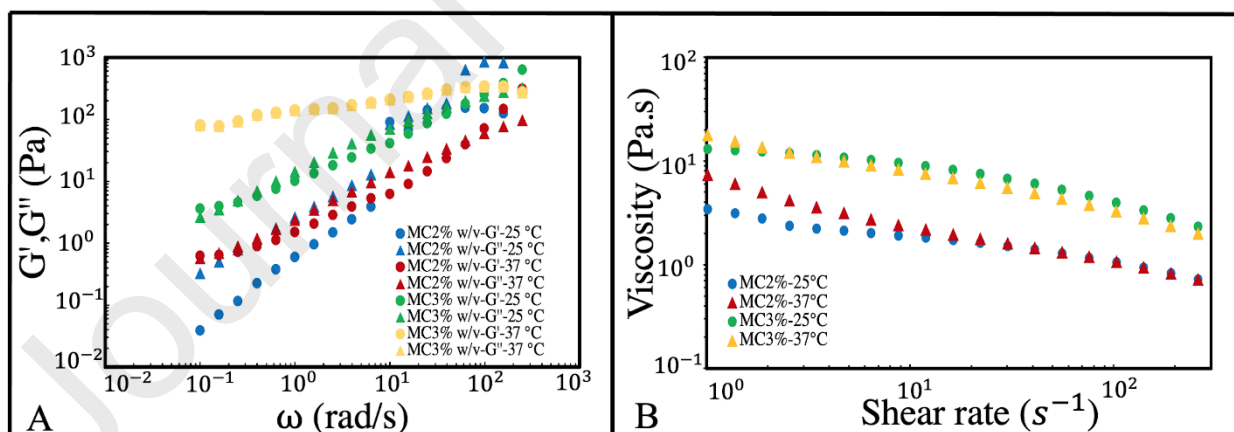 Journal
10³
10²
10¹
10⁰
10⁻¹
10⁻²
G',G" (Pa)
MC2% w/v-G'-25 °C
MC2% w/v-G"-25 °C
MC2% w/v-G'-37 °C
MC2% w/v-G"-37 °C
MC3% w/v-G'-25 °C
MC3% w/v-G"-25 °C
MC3% w/v-G'-37 °C
MC3% w/v-G"-37 °C
10⁻² 10⁻¹ 10⁰ 10¹ 10² 10³
A ω (rad/s)
10²
10¹
10⁰
10⁻¹
Viscosity (Pa.s)
MC2%-25°C
MC2%-37°C
MC3%-25°C
MC3%-37°C
10⁰ 10¹ 10²
B Shear rate (s⁻¹)